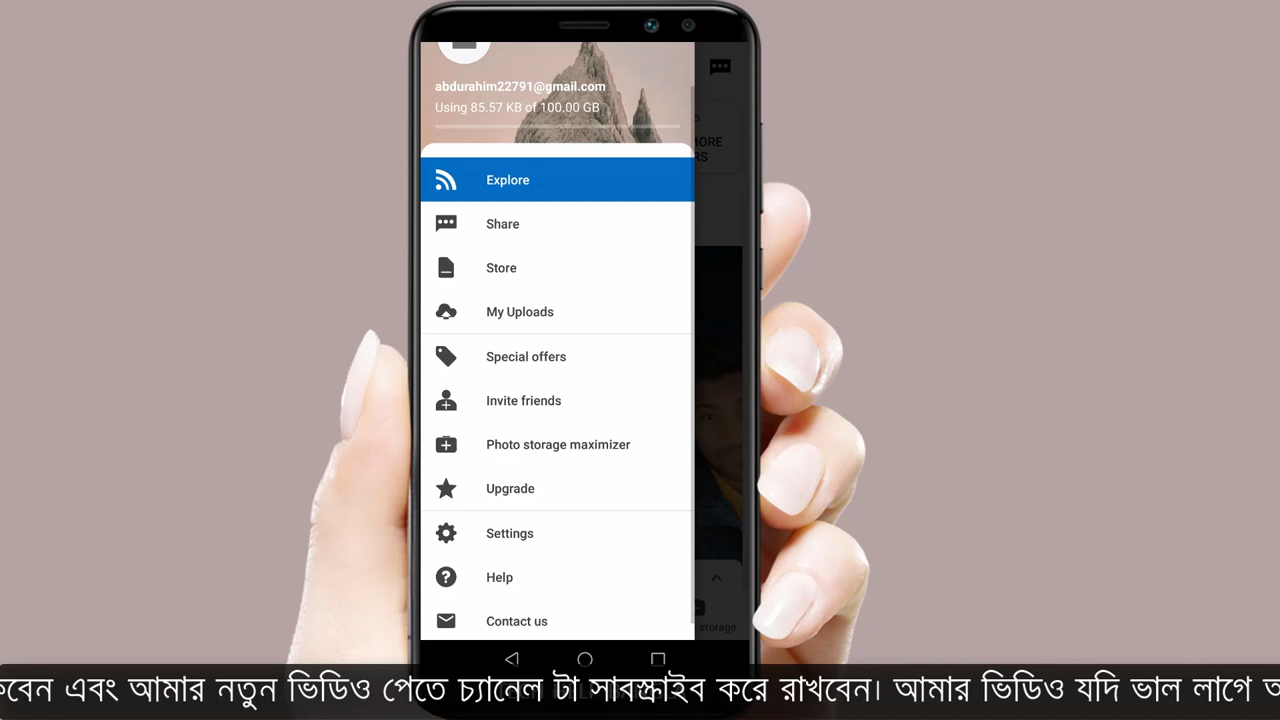 abdurahim22791@gmail.com
Using 85.57 KB of 100.00 GB
Explore
Share
Store
My Uploads
Special offers
Invite friends
Photo storage maximizer
Upgrade
Settings
Help
Contact us
storage
এবং আমার নতুন ভিডিও পেতে চ্যানেল টা সাবস্ক্রাইব করে রাখবেন। আমার ভিডিও যদি ভাল লাগে